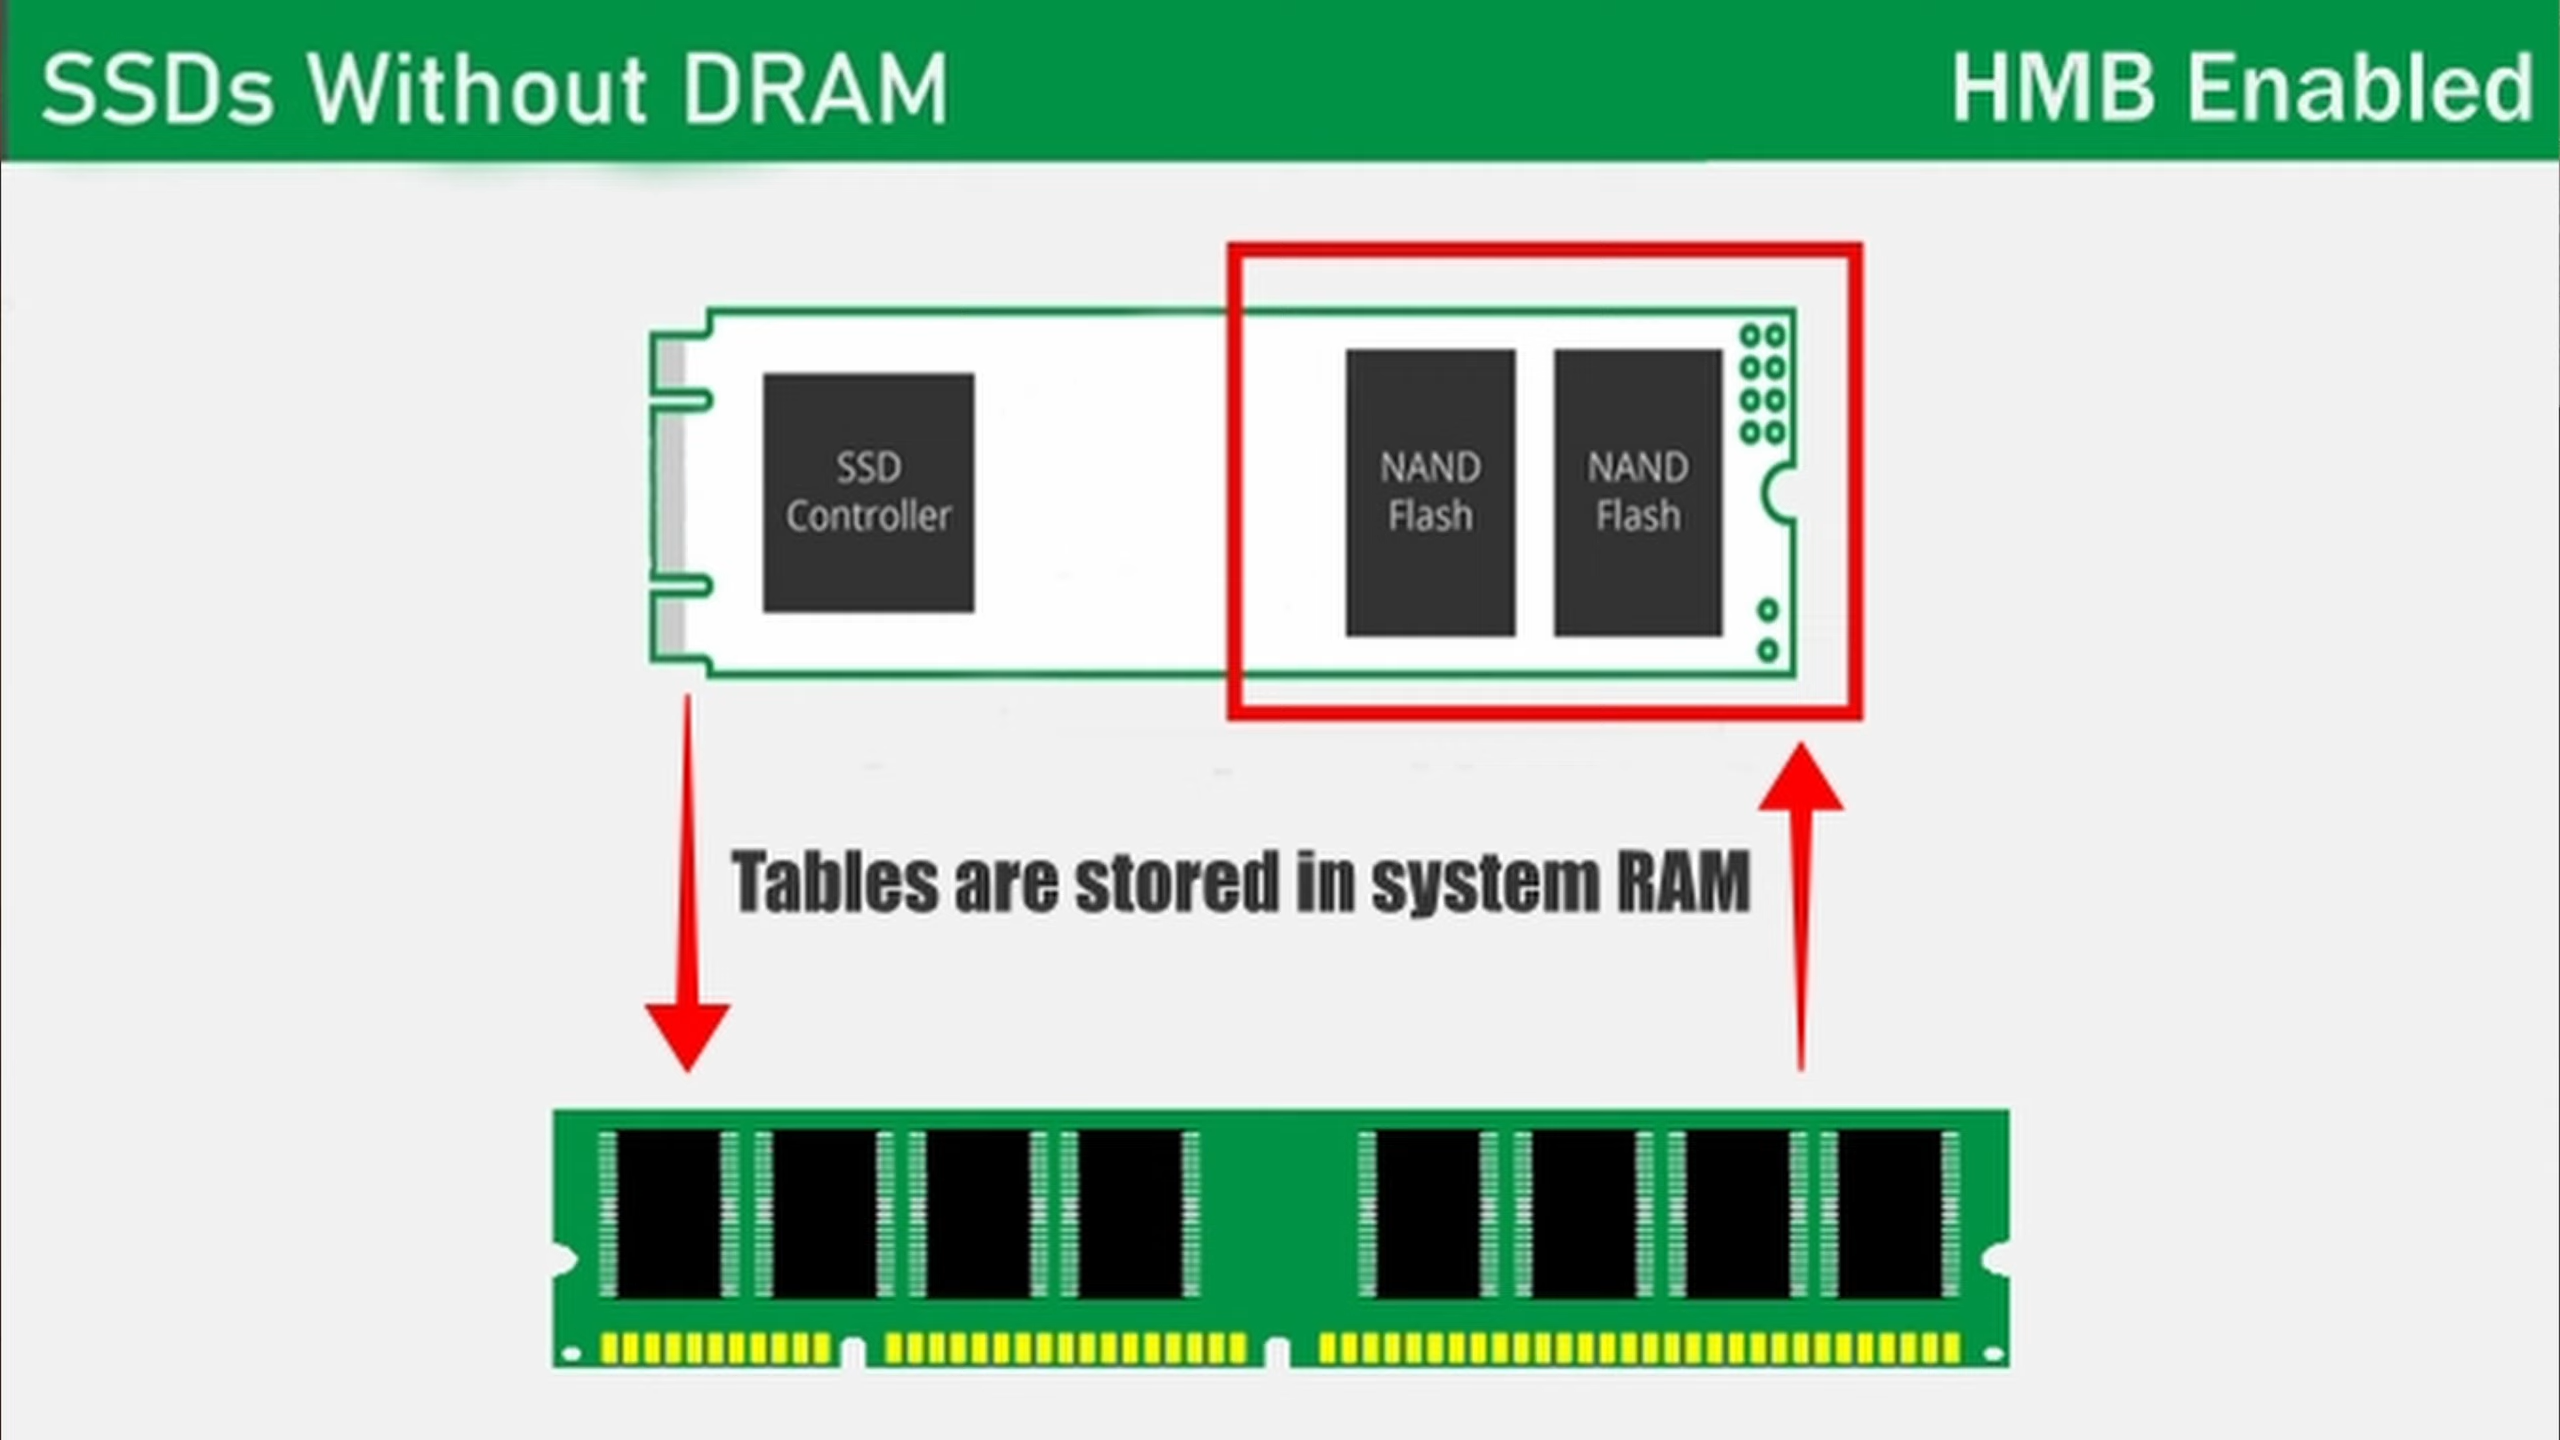 SSDs Without DRAM
HMB Enabled
SSD
Controller
NAND
Flash
NAND
Flash
Tables are stored in system RAM